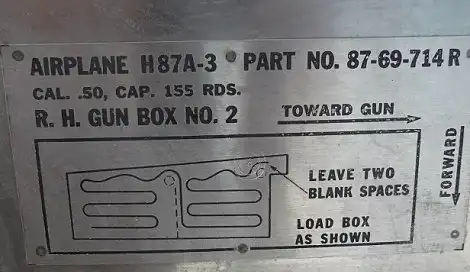 AIRPLANE H87A-3 PART NO. 87-69-714 R
CAL. .50, CAP. 155 RDS.
R. H. GUN BOX NO. 2 TOWARD GUN
LEAVE TWO
BLANK SPACES
LOAD BOX
AS SHOWN
FORWARD